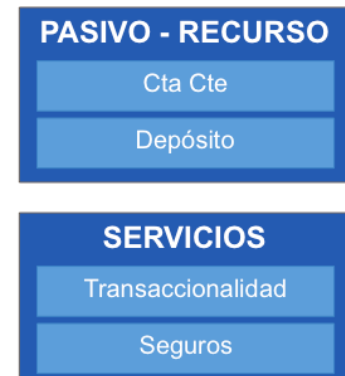 PASIVO - RECURSO
Cta Cte
Depósito
SERVICIOS
Transaccionalidad
Seguros